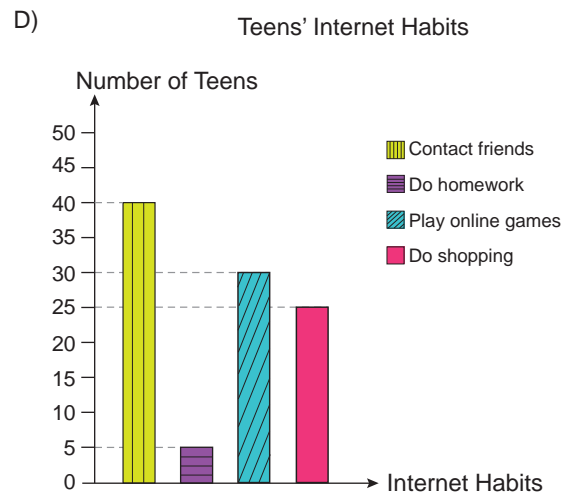 D)
Teens’ Internet Habits
Number of Teens
50
45
40
35
30
25
20
15
10
5
0
Contact friends
Do homework
Play online games
Do shopping
Internet Habits